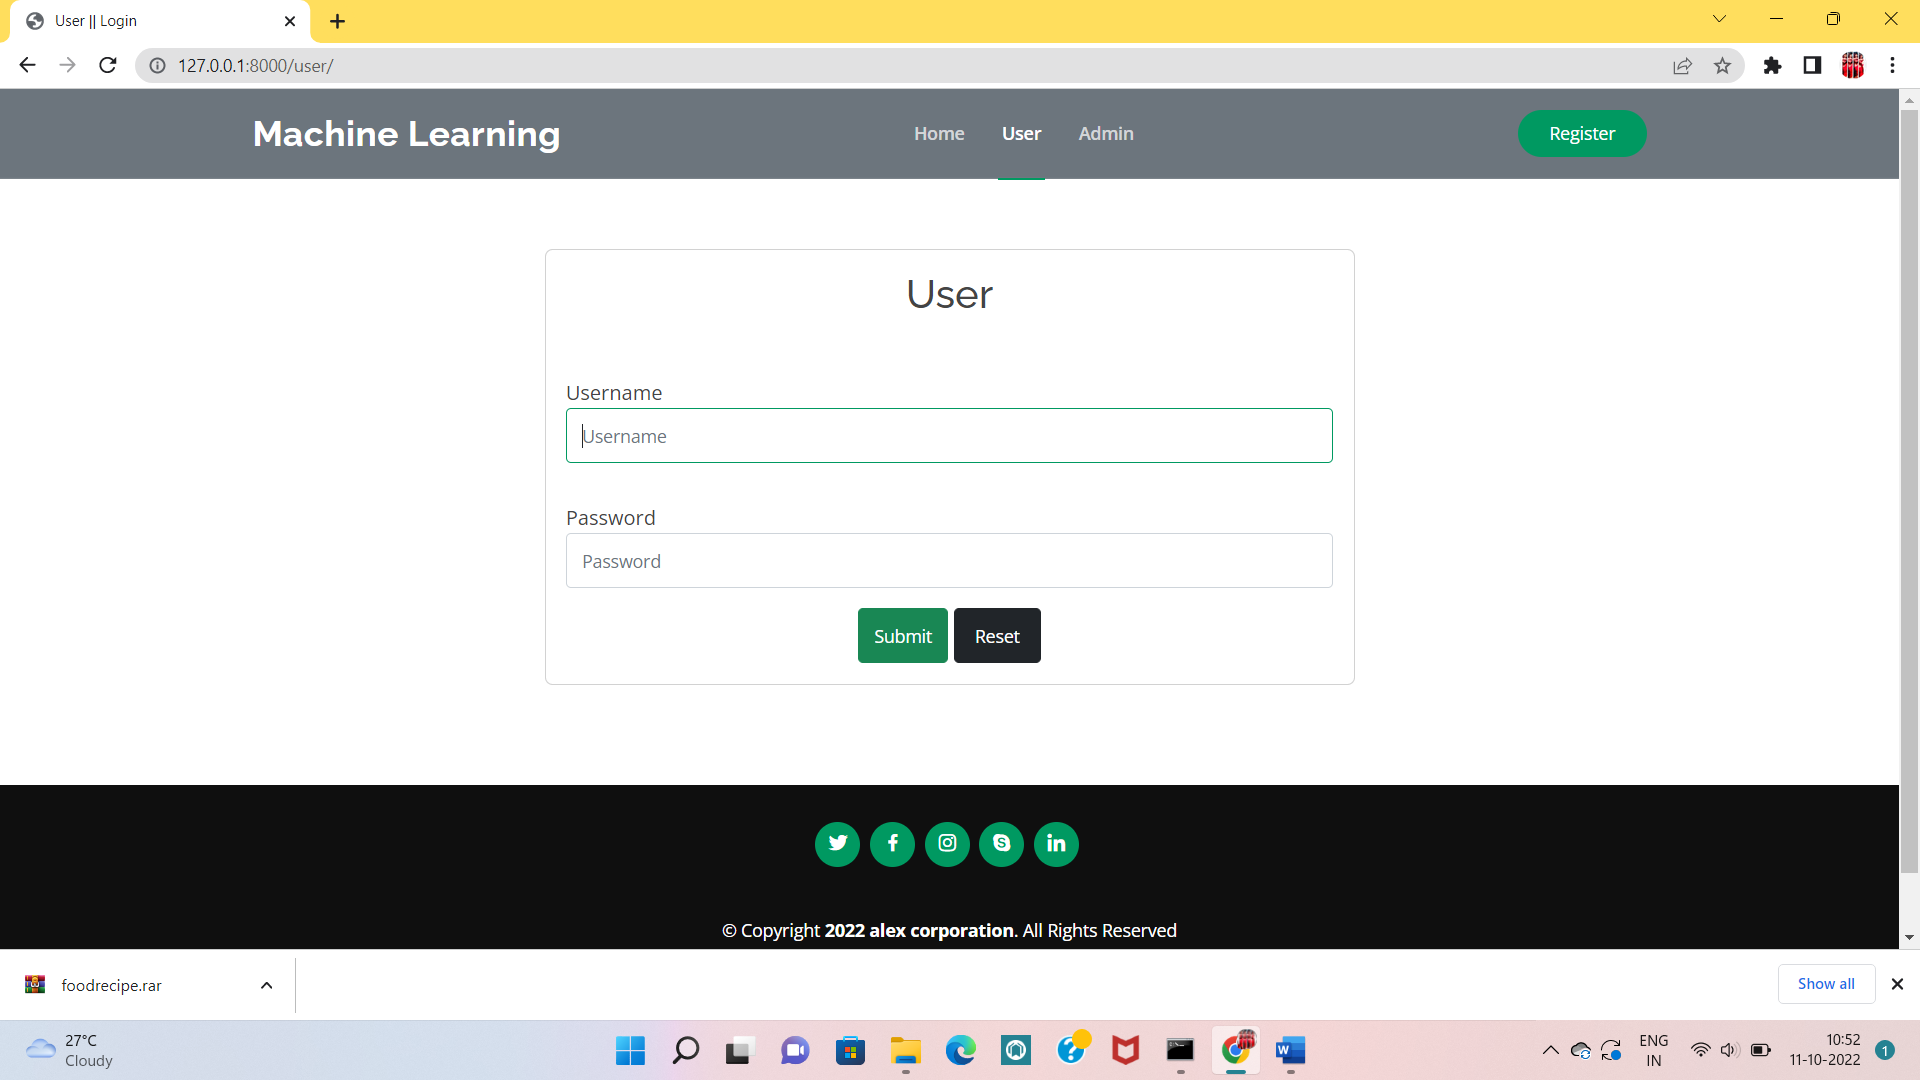 User || Login
127.0.0.1:8000/user/
Machine Learning
Home User Admin
Register
User
Username
Username
Password
Password
Submit Reset
© Copyright 2022 alex corporation. All Rights Reserved
foodrecipe.rar
Show all
27°C
Cloudy
ENG
IN
10:52
11-10-2022
1